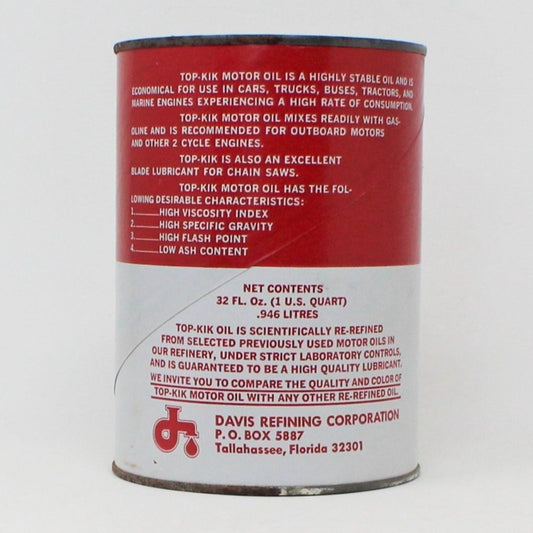 TOP-KIK MOTOR OIL IS A HIGHLY STABLE OIL AND IS
ECONOMICAL FOR USE IN CARS, TRUCKS, BUSES, TRACTORS, AND
MARINE ENGINES EXPERIENCING A HIGH RATE OF CONSUMPTION.
TOP-KIK MOTOR OIL MIXES READILY WITH GAS-
OLINE AND IS RECOMMENDED FOR OUTBOARD MOTORS
AND OTHER 2 CYCLE ENGINES.
TOP-KIK IS ALSO AN EXCELLENT
BLADE LUBRICANT FOR CHAIN SAWS.
TOP-KIK MOTOR OIL HAS THE FOL-
LOWING DESIRABLE CHARACTERISTICS:
1.......HIGH VISCOSITY INDEX
2.......HIGH SPECIFIC GRAVITY
3.......HIGH FLASH POINT
4.......LOW ASH CONTENT
NET CONTENTS
32 FL. Oz. (1 U.S. QUART)
.946 LITRES
TOP-KIK OIL IS SCIENTIFICALLY RE-REFINED
FROM SELECTED PREVIOUSLY USED MOTOR OILS IN
OUR REFINERY, UNDER STRICT LABORATORY CONTROLS,
AND IS GUARANTEED TO BE A HIGH QUALITY LUBRICANT.
WE INVITE YOU TO COMPARE THE QUALITY AND COLOR OF
TOP-KIK MOTOR OIL WITH ANY OTHER RE-REFINED OIL.
DAVIS REFINING CORPORATION
P.O. BOX 5887
Tallahassee, Florida 32301